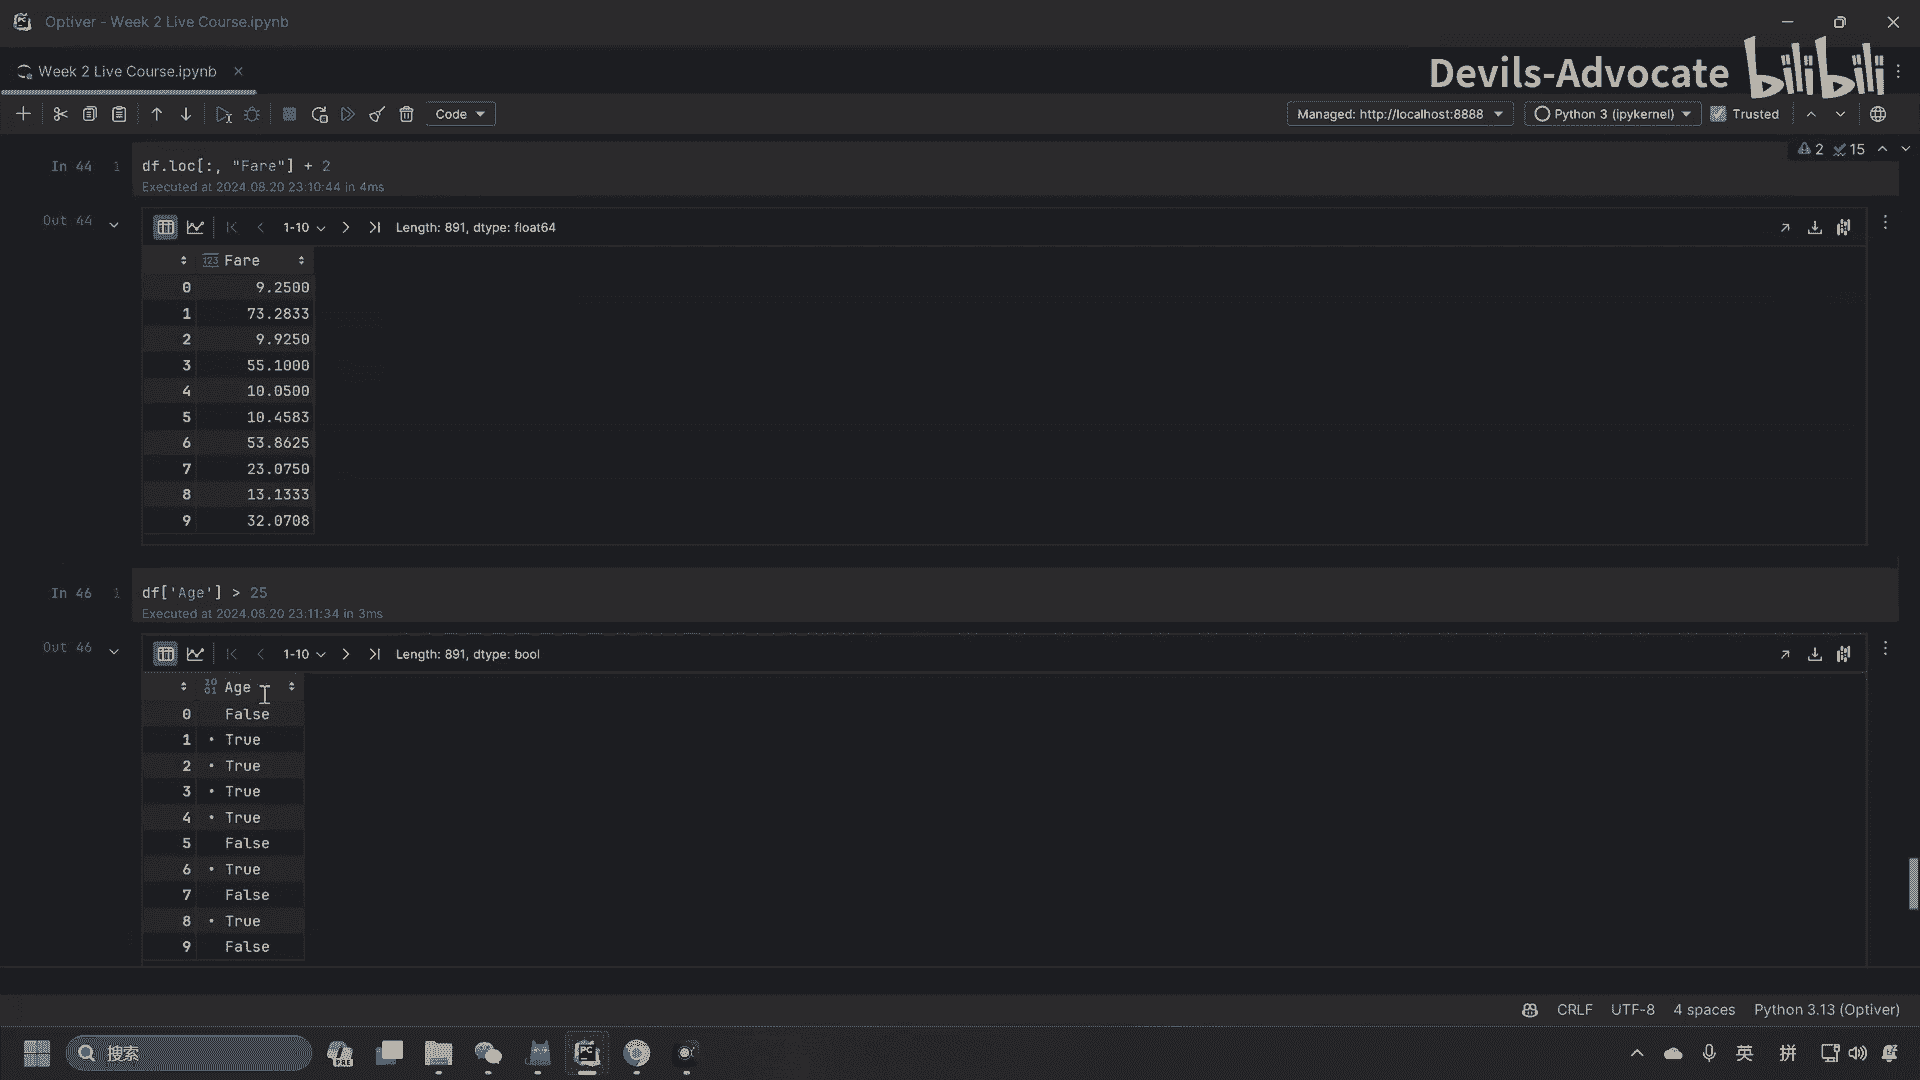 Optiver - Week 2 Live Course.ipynb
Week 2 Live Course.ipynb
Devils-Advocate bilibili
Code
Managed: http://localhost:8888
Python 3 (ipykernel)
Trusted
In 44 1 df.loc[:, "Fare"] + 2
2 15
Executed at 2024.08.20 23:10:44 in 4ms
Out 44
1-10 Length: 891, dtype: float64
123 Fare
0 9.2500
1 73.2833
2 9.9250
3 55.1000
4 10.0500
5 10.4583
6 53.8625
7 23.0750
8 13.1333
9 32.0708
In 46 1 df['Age'] > 25
Executed at 2024.08.20 23:11:34 in 3ms
Out 46
1-10 Length: 891, dtype: bool
10 01 Age
0 False
1 • True
2 • True
3 • True
4 • True
5 False
6 • True
7 False
8 • True
9 False
CRLF UTF-8 4 spaces Python 3.13 (Optiver)
搜索
PRE
PC
英
拼